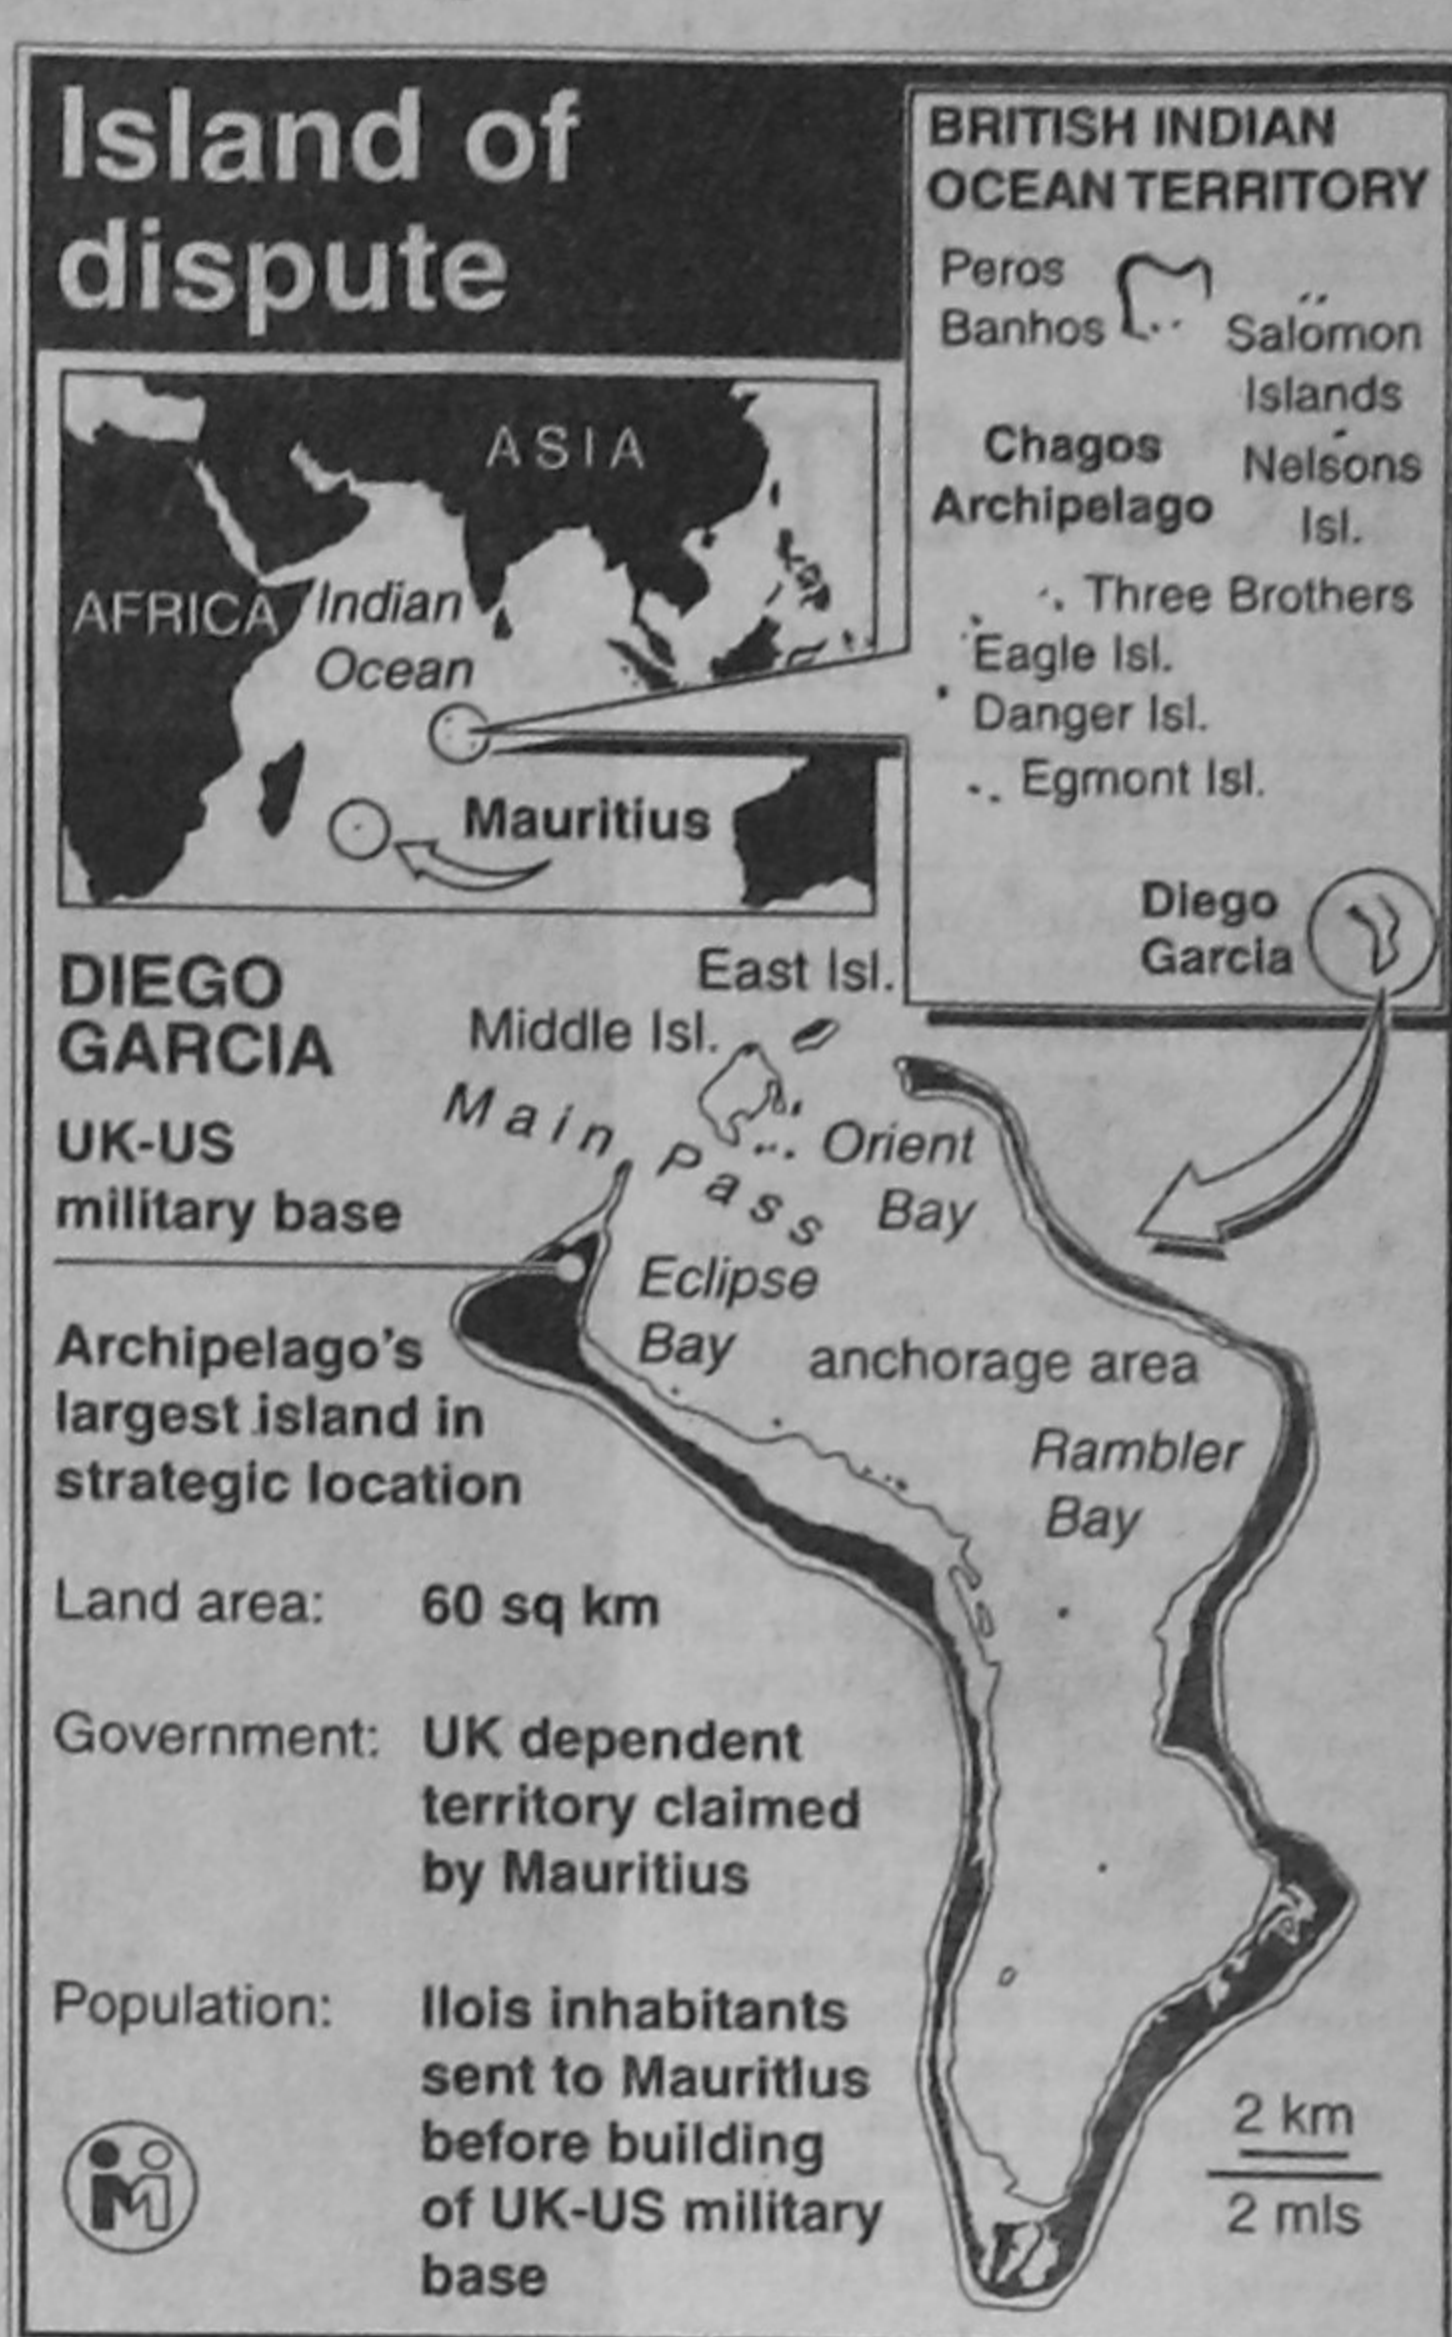 Island of
dispute
BRITISH INDIAN
OCEAN TERRITORY
Peros
Banhos
Salomon
Islands
Chagos
Archipelago
Nelsons
Isl.
Three Brothers
Eagle Isl.
Danger Isl.
Egmont Isl.
Diego
Garcia
ASIA
AFRICA
Indian
Ocean
Mauritius
DIEGO
GARCIA
UK-US
military base
Archipelago's
largest island in
strategic location
East Isl.
Middle Isl.
Main Pass
Orient
Bay
Eclipse
Bay
anchorage area
Rambler
Bay
Land area: 60 sq km
Government: UK dependent
territory claimed
by Mauritius
Population: Ilois inhabitants
sent to Mauritius
before building
of UK-US military
base
2 km
2 mls